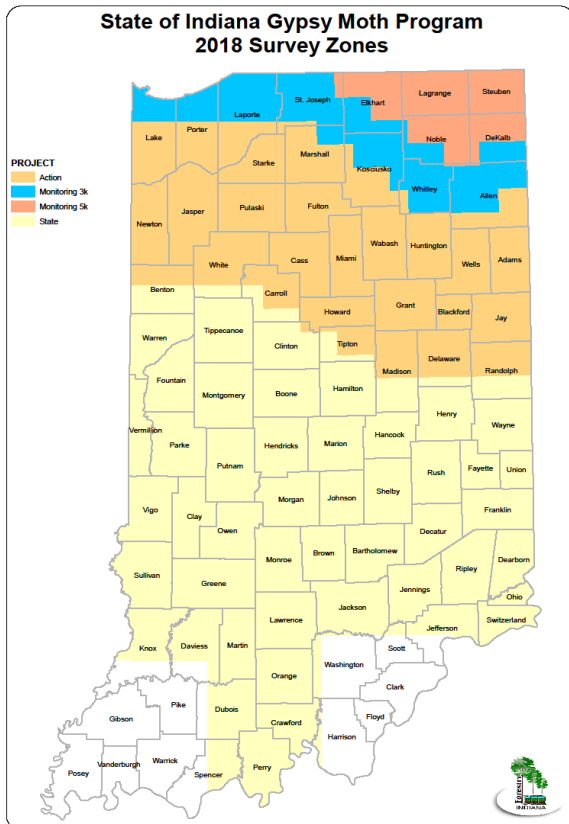 State of Indiana Gypsy Moth Program
2018 Survey Zones
PROJECT
Action
Monitoring 3k
Monitoring 5k
State
Laporte
St. Joseph
Elkhart
Lagrange
Steuben
Lake
Porter
Noble
DeKalb
Starke
Marshall
Kosciusko
Whitley
Allen
Newton
Jasper
Pulaski
Fulton
Wabash
Huntington
Wells
Adams
White
Cass
Miami
Benton
Carroll
Howard
Grant
Blackford
Jay
Warren
Tippecanoe
Clinton
Tipton
Madison
Delaware
Randolph
Fountain
Montgomery
Boone
Hamilton
Henry
Wayne
Vermillion
Parke
Putnam
Hendricks
Marion
Hancock
Rush
Fayette
Union
Vigo
Clay
Owen
Morgan
Johnson
Shelby
Franklin
Decatur
Sullivan
Greene
Monroe
Brown
Bartholomew
Jennings
Ripley
Dearborn
Ohio
Lawrence
Jackson
Jefferson
Switzerland
Knox
Daviess
Martin
Orange
Washington
Scott
Clark
Gibson
Pike
Dubois
Crawford
Harrison
Floyd
Posey
Vanderburgh
Warrick
Spencer
Perry
Forestry
INDIANA